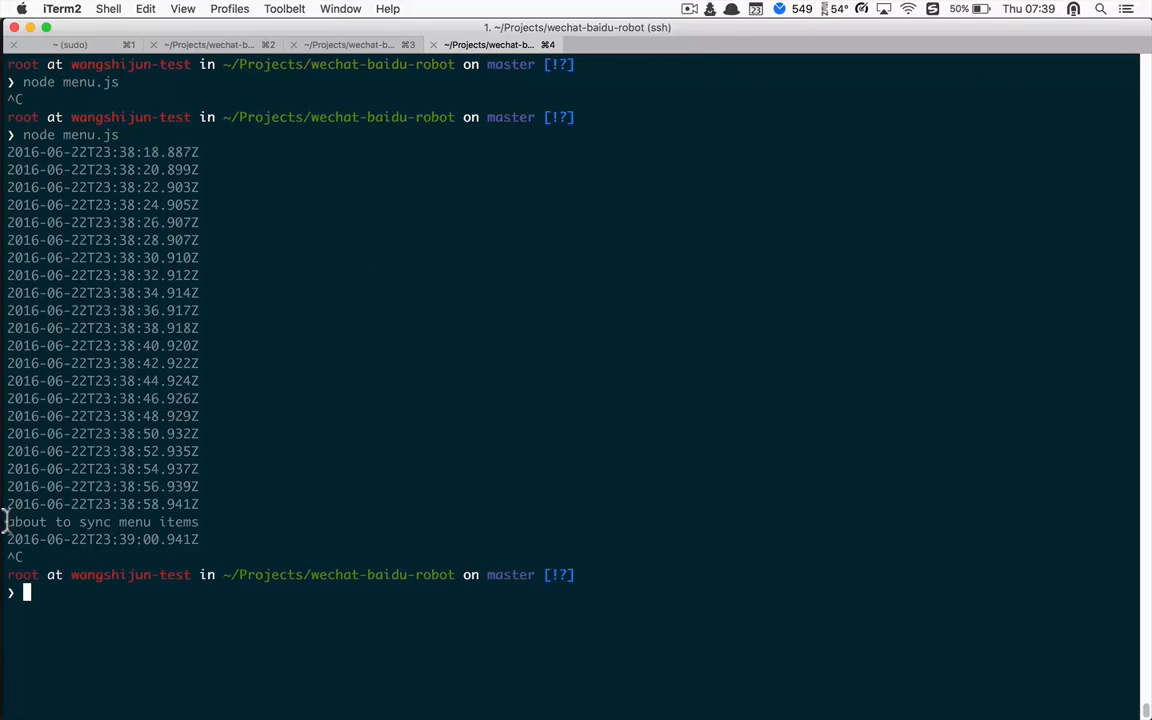 iTerm2 Shell Edit View Profiles Toolbelt Window Help 23 549 54° 50% Thu 07:39
1. ~/Projects/wechat-baidu-robot (ssh)
~ (sudo) ⌘1 ~/Projects/wechat-b... ⌘2 ~/Projects/wechat-b... ⌘3 ~/Projects/wechat-b... ⌘4
root at wangshijun-test in ~/Projects/wechat-baidu-robot on master [!?]
❯ node menu.js
^C
root at wangshijun-test in ~/Projects/wechat-baidu-robot on master [!?]
❯ node menu.js
2016-06-22T23:38:18.887Z
2016-06-22T23:38:20.899Z
2016-06-22T23:38:22.903Z
2016-06-22T23:38:24.905Z
2016-06-22T23:38:26.907Z
2016-06-22T23:38:28.907Z
2016-06-22T23:38:30.910Z
2016-06-22T23:38:32.912Z
2016-06-22T23:38:34.914Z
2016-06-22T23:38:36.917Z
2016-06-22T23:38:38.918Z
2016-06-22T23:38:40.920Z
2016-06-22T23:38:42.922Z
2016-06-22T23:38:44.924Z
2016-06-22T23:38:46.926Z
2016-06-22T23:38:48.929Z
2016-06-22T23:38:50.932Z
2016-06-22T23:38:52.935Z
2016-06-22T23:38:54.937Z
2016-06-22T23:38:56.939Z
2016-06-22T23:38:58.941Z
about to sync menu items
2016-06-22T23:39:00.941Z
^C
root at wangshijun-test in ~/Projects/wechat-baidu-robot on master [!?]
❯